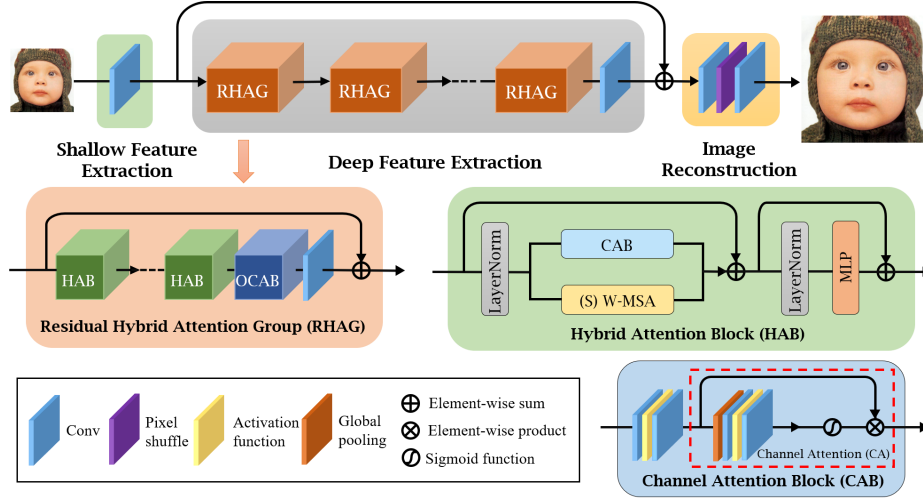 RHAG
RHAG
RHAG
Shallow Feature
Extraction
Deep Feature Extraction
Image
Reconstruction
HAB
HAB
OCAB
Residual Hybrid Attention Group (RHAG)
LayerNorm
CAB
(S) W-MSA
LayerNorm
MLP
Hybrid Attention Block (HAB)
Conv
Pixel
shuffle
Activation
function
Global
pooling
Element-wise sum
Element-wise product
Sigmoid function
Channel Attention (CA)
Channel Attention Block (CAB)